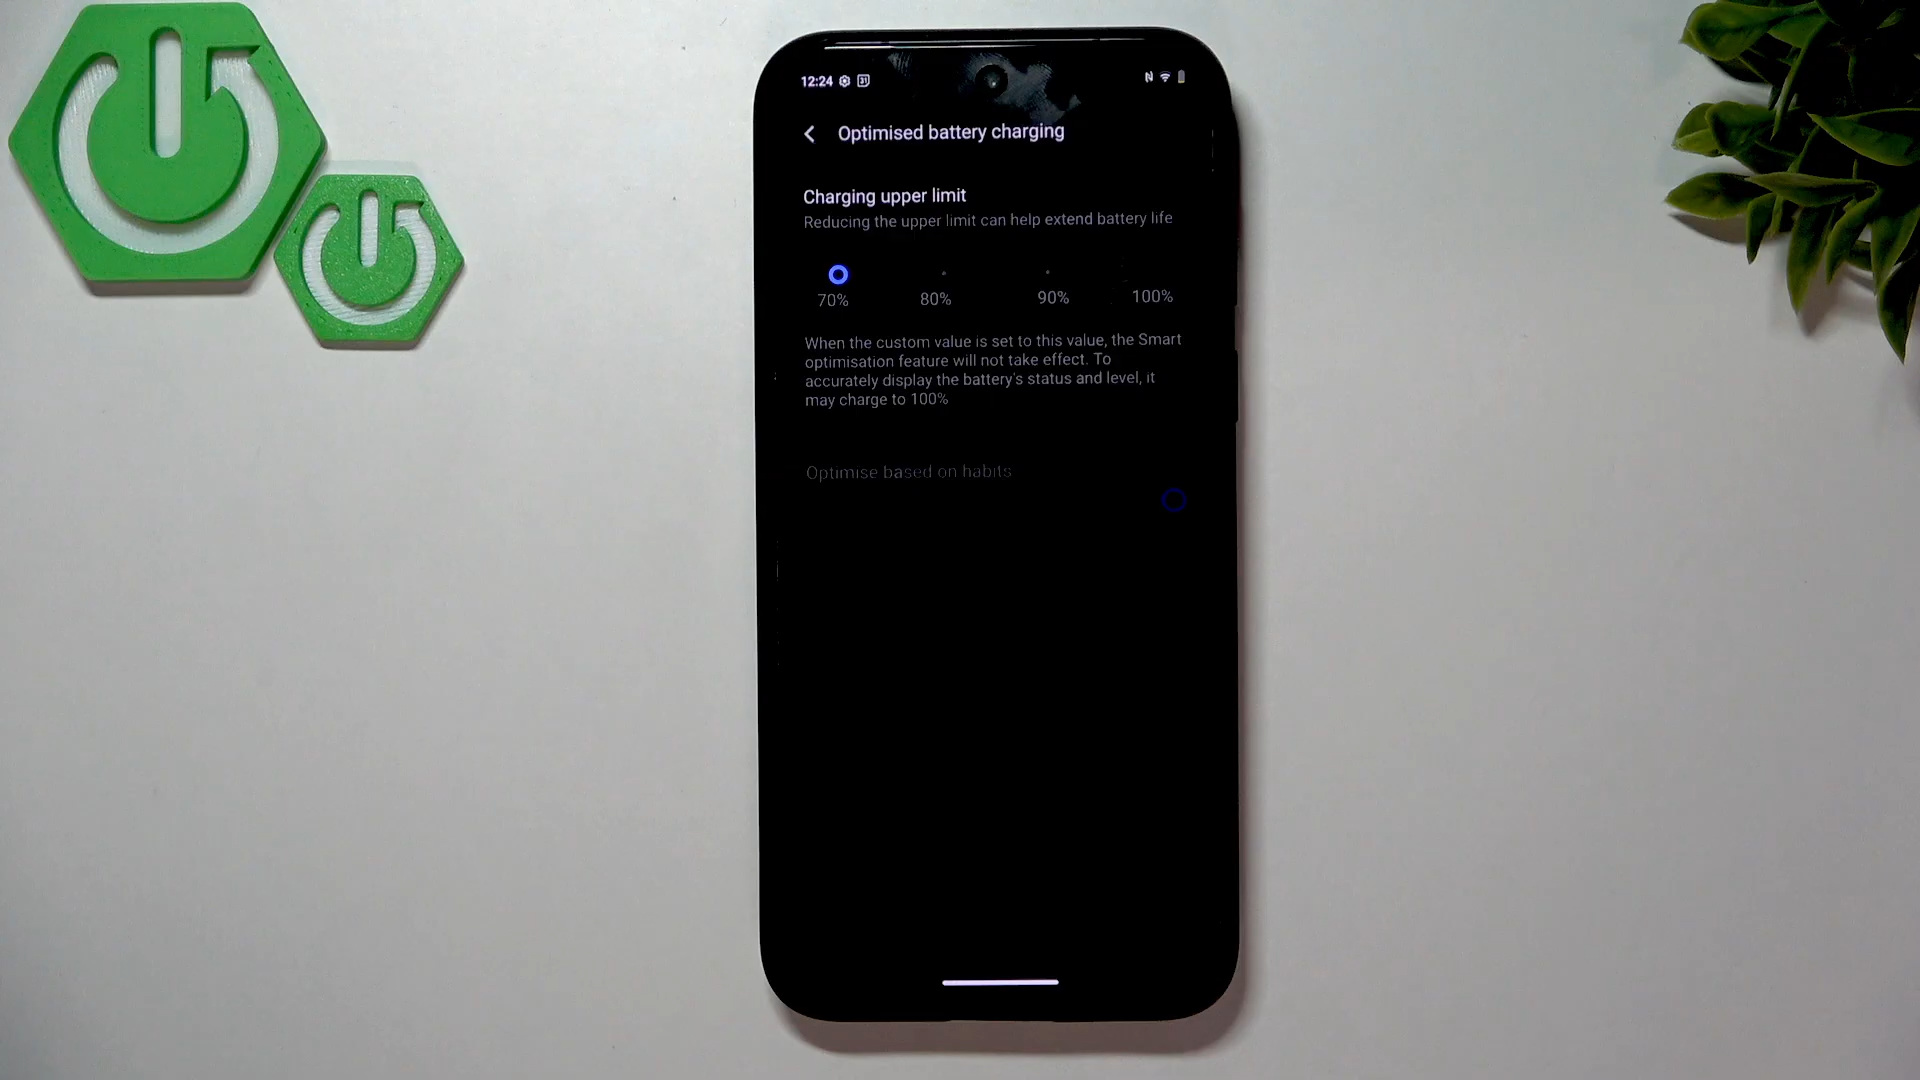 12:24
31
Optimised battery charging
Charging upper limit
Reducing the upper limit can help extend battery life
70% 80% 90% 100%
When the custom value is set to this value, the Smart
optimisation feature will not take effect. To
accurately display the battery's status and level, it
may charge to 100%
Optimise based on habits